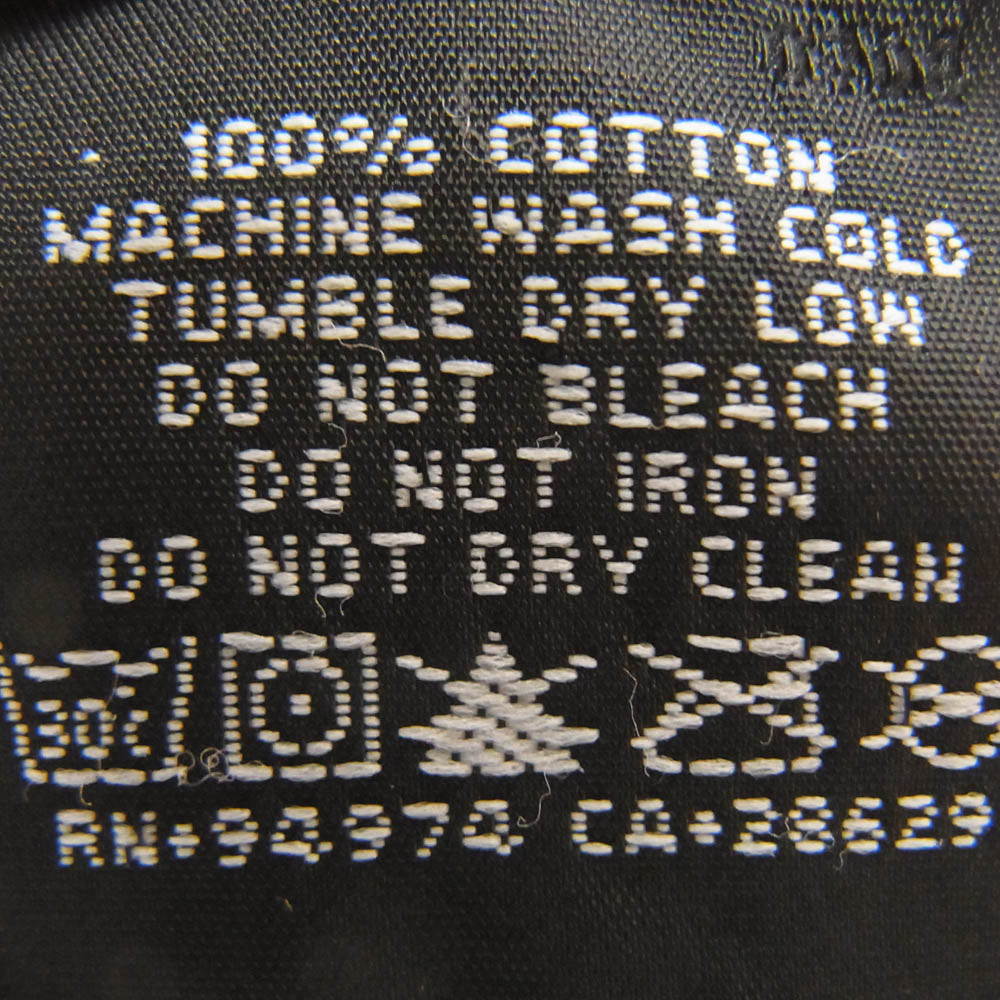 100% COTTON
MACHINE WASH COLD
TUMBLE DRY LOW
DO NOT BLEACH
DO NOT IRON
DO NOT DRY CLEAN
30C
RN+94974 CA+28629